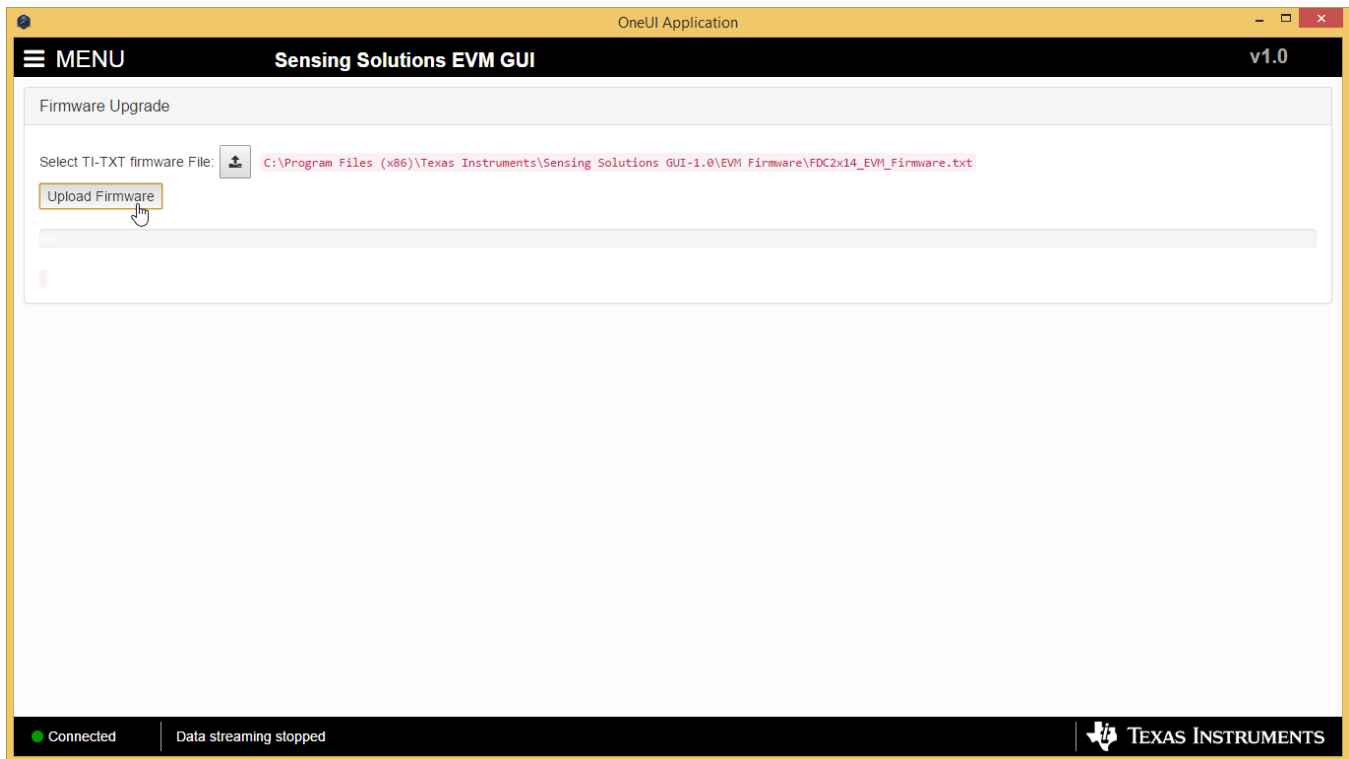 OneUI Application
MENU
Sensing Solutions EVM GUI
v1.0
Firmware Upgrade
Select TI-TXT firmware File:
C:\Program Files (x86)\Texas Instruments\Sensing Solutions GUI-1.0\EVM Firmware\FDC2x14_EVM_Firmware.txt
Upload Firmware
No
Connected
Data streaming stopped
TEXAS INSTRUMENTS